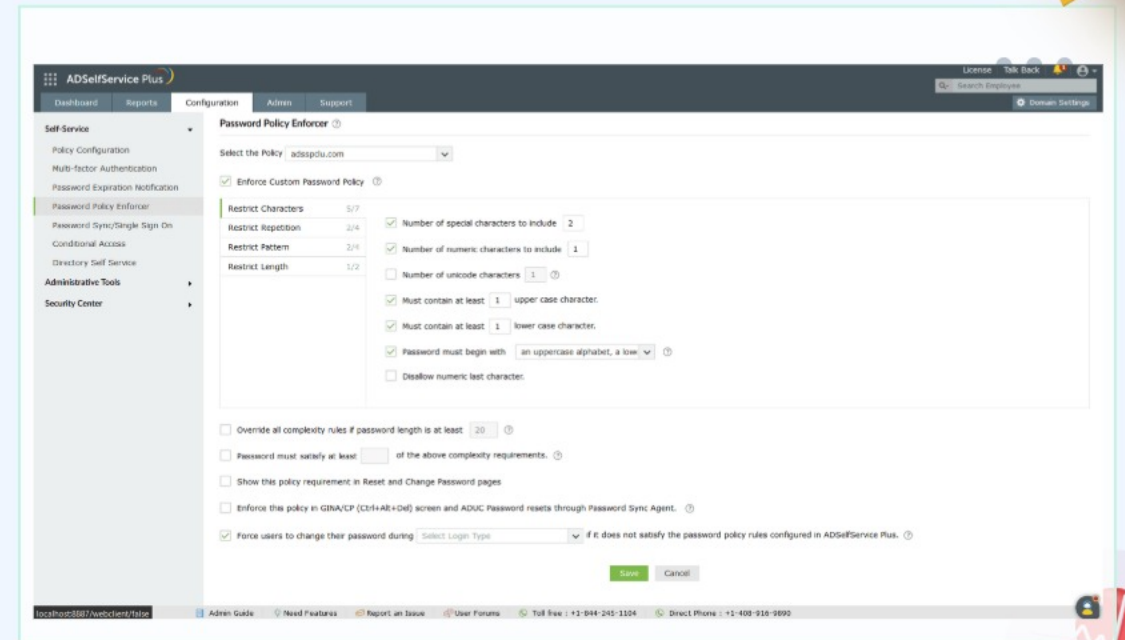 ADSelfService Plus
License Talk Back
Search Employee
Dashboard Reports Configuration Admin Support
Domain Settings
Self-Service
Policy Configuration
Multi-factor Authentication
Password Expiration Notification
Password Policy Enforcer
Password Sync/Single Sign On
Conditional Access
Directory Self Service
Administrative Tools
Security Center
Password Policy Enforcer
Select the Policy adsspdu.com
Enforce Custom Password Policy
Restrict Characters 5/7
Restrict Repetition 2/4
Restrict Pattern 2/4
Restrict Length 1/2
Number of special characters to include 2
Number of numeric characters to include 1
Number of unicode characters 1
Must contain at least 1 upper case character.
Must contain at least 1 lower case character.
Password must begin with an uppercase alphabet, a low
Disallow numeric last character.
Override all complexity rules if password length is at least 20
Password must satisfy at least of the above complexity requirements.
Show this policy requirement in Reset and Change Password pages
Enforce this policy in GINA/CP (Ctrl+Alt+Del) screen and ADUC Password resets through Password Sync Agent.
Force users to change their password during Select Login Type if it does not satisfy the password policy rules configured in ADSelfService Plus.
Save Cancel
localhost:8887/webclient/false
Admin Guide Need Features Report an Issue User Forums Toll free : +1-844-245-1104 Direct Phone : +1-408-916-9890